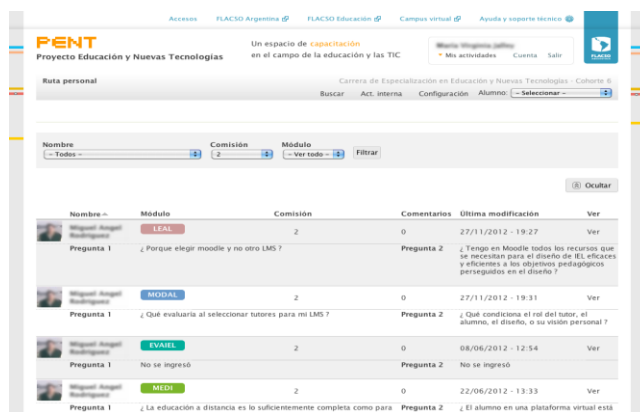 Accesos FLACSO Argentina FLACSO Educación Campus virtual Ayuda y soporte técnico
PENT
Proyecto Educación y Nuevas Tecnologías
Un espacio de capacitación
en el campo de la educación y las TIC
Mis actividades Cuenta Salir
FLACSO
Ruta personal
Carrera de Especialización en Educación y Nuevas Tecnologías - Cohorte 6
Buscar Act. interna Configuración Alumno: - Seleccionar -
Nombre Comisión Módulo
- Todos - 2 - Ver todo - Filtrar
Ocultar
Nombre Módulo Comisión Comentarios Última modificación Ver
LEAL 2 0 27/11/2012 - 19:27 Ver
Pregunta 1 ¿ Porque elegir moodle y no otro LMS ? Pregunta 2 ¿ Tengo en Moodle todos los recursos que
se necesitan para el diseño de IEL eficaces
y eficientes a los objetivos pedagógicos
perseguidos en el diseño ?
MODAL 2 0 27/11/2012 - 19:31 Ver
Pregunta 1 ¿ Qué evaluaría al seleccionar tutores para mi LMS ? Pregunta 2 ¿ Qué condiciona el rol del tutor, el
alumno, el diseño, o su visión personal ?
EVAIEL 2 0 08/06/2012 - 12:54 Ver
Pregunta 1 No se ingresó Pregunta 2 No se ingresó
MEDI 2 0 22/06/2012 - 13:33 Ver
Pregunta 1 ¿ La educación a distancia es lo suficientemente completa como para Pregunta 2 ¿ El alumno en una plataforma virtual está